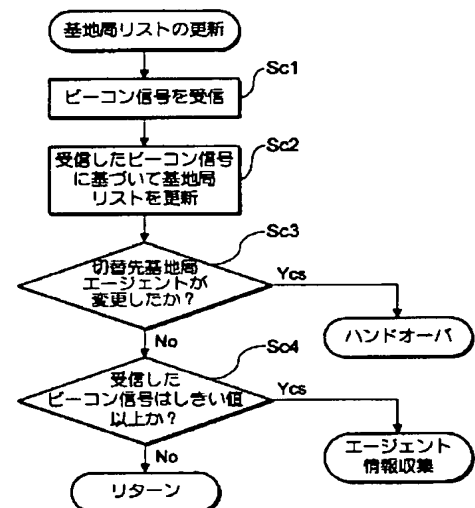 基地局リストの更新
Sc1
ビーコン信号を受信
Sc2
受信したビーコン信号
に基づいて基地局
リストを更新
Sc3
切替先基地局
エージェントが
変更したか？
Yes
ハンドオーバ
No
Sc4
受信した
ビーコン信号はしきい値
以上か？
Yes
エージェント
情報収集
No
リターン